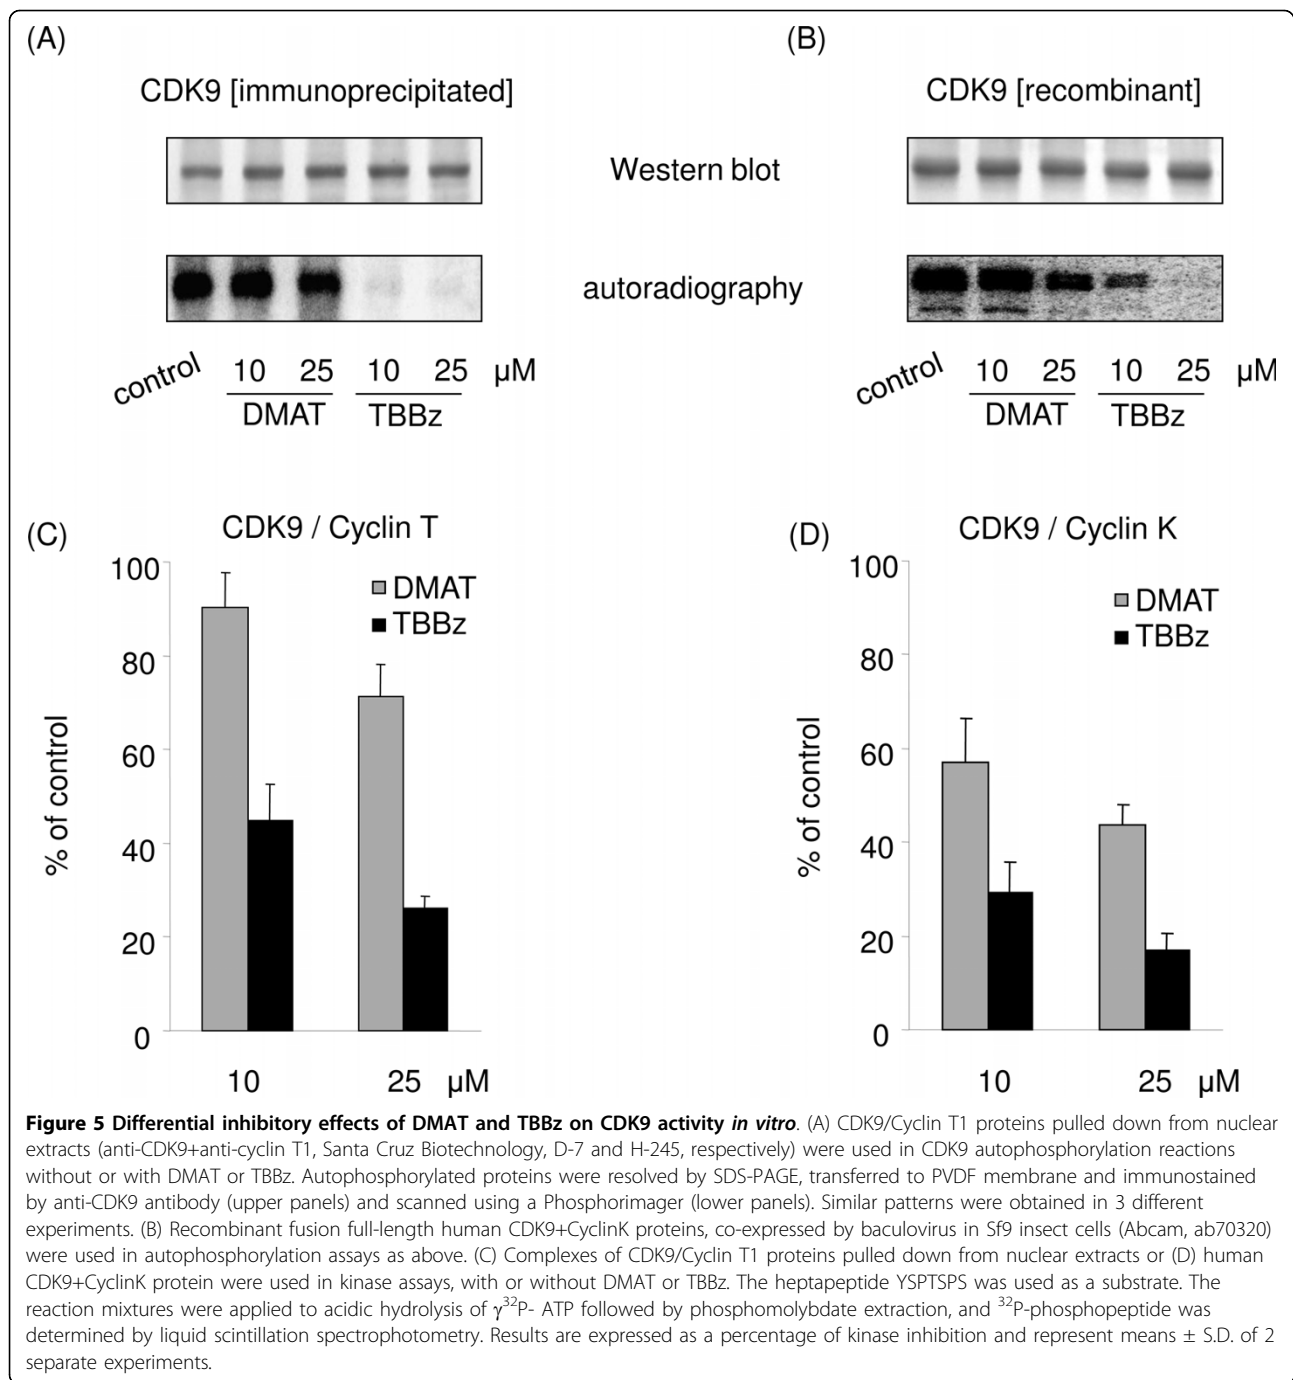 (A)
(B)
CDK9 [immunoprecipitated]
CDK9 [recombinant]
Western blot
autoradiography
control
10 25 10 25 µM
DMAT TBBz
control
10 25 10 25 µM
DMAT TBBz
(C)
CDK9 / Cyclin T
DMAT
TBBz
% of control
100
80
60
40
20
0
10 25 µM
(D)
CDK9 / Cyclin K
DMAT
TBBz
% of control
100
80
60
40
20
0
10 25 µM
Figure 5 Differential inhibitory effects of DMAT and TBBz on CDK9 activity in vitro. (A) CDK9/Cyclin T1 proteins pulled down from nuclear
extracts (anti-CDK9+anti-cyclin T1, Santa Cruz Biotechnology, D-7 and H-245, respectively) were used in CDK9 autophosphorylation reactions
without or with DMAT or TBBz. Autophosphorylated proteins were resolved by SDS-PAGE, transferred to PVDF membrane and immunostained
by anti-CDK9 antibody (upper panels) and scanned using a Phosphorimager (lower panels). Similar patterns were obtained in 3 different
experiments. (B) Recombinant fusion full-length human CDK9+CyclinK proteins, co-expressed by baculovirus in Sf9 insect cells (Abcam, ab70320)
were used in autophosphorylation assays as above. (C) Complexes of CDK9/Cyclin T1 proteins pulled down from nuclear extracts or (D) human
CDK9+CyclinK protein were used in kinase assays, with or without DMAT or TBBz. The heptapeptide YSPTSPS was used as a substrate. The
reaction mixtures were applied to acidic hydrolysis of γ32P- ATP followed by phosphomolybdate extraction, and 32P-phosphopeptide was
determined by liquid scintillation spectrophotometry. Results are expressed as a percentage of kinase inhibition and represent means ± S.D. of 2
separate experiments.